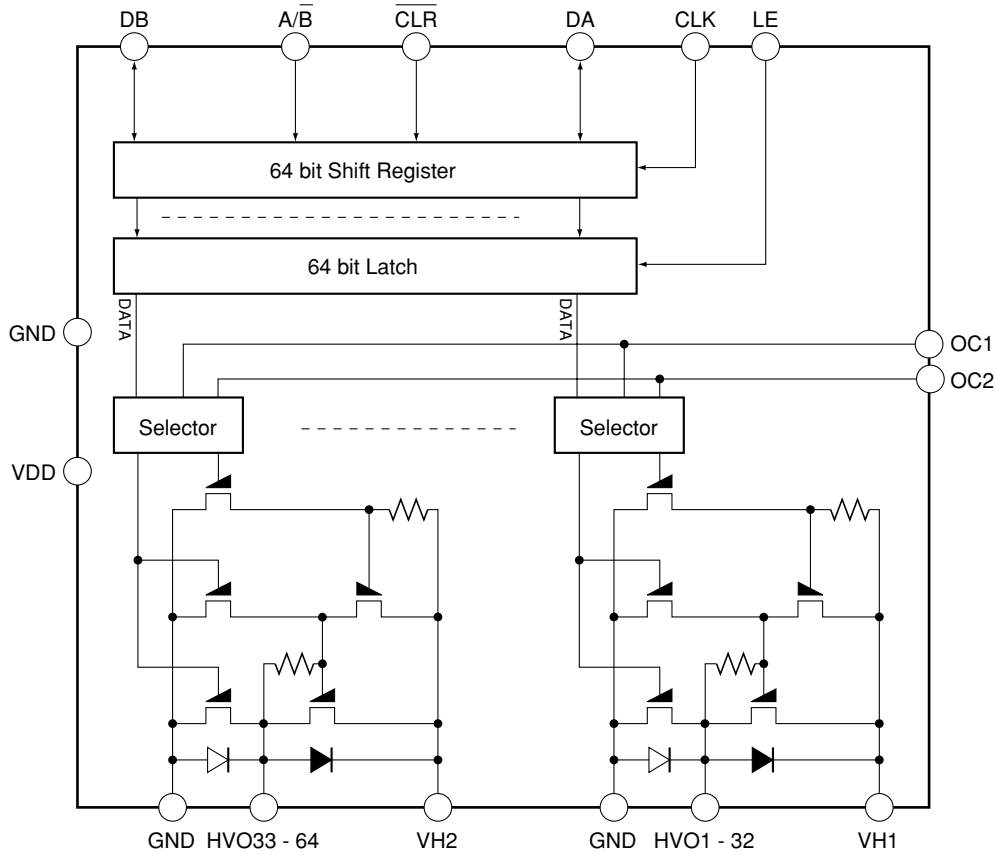 DB A/B̅ C̅L̅R̅ DA CLK LE
64 bit Shift Register
64 bit Latch
DATA DATA
GND
OC1
OC2
Selector Selector
VDD
GND HVO33 - 64 VH2 GND HVO1 - 32 VH1